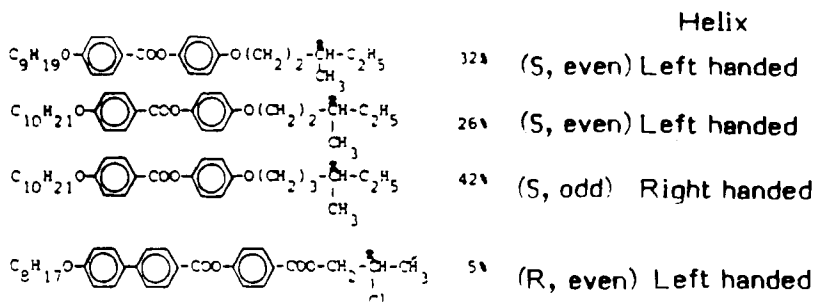 Helix
C9H19O-⌬-COO-⌬-O(CH2)2-CH-C2H5 32% (S, even) Left handed
CH3
C10H21O-⌬-COO-⌬-O(CH2)2-CH-C2H5 26% (S, even) Left handed
CH3
C10H21O-⌬-COO-⌬-O(CH2)3-CH-C2H5 42% (S, odd) Right handed
CH3
C8H17O-⌬-⌬-COO-⌬-COO-CH2-CH-CH3 5% (R, even) Left handed
Cl